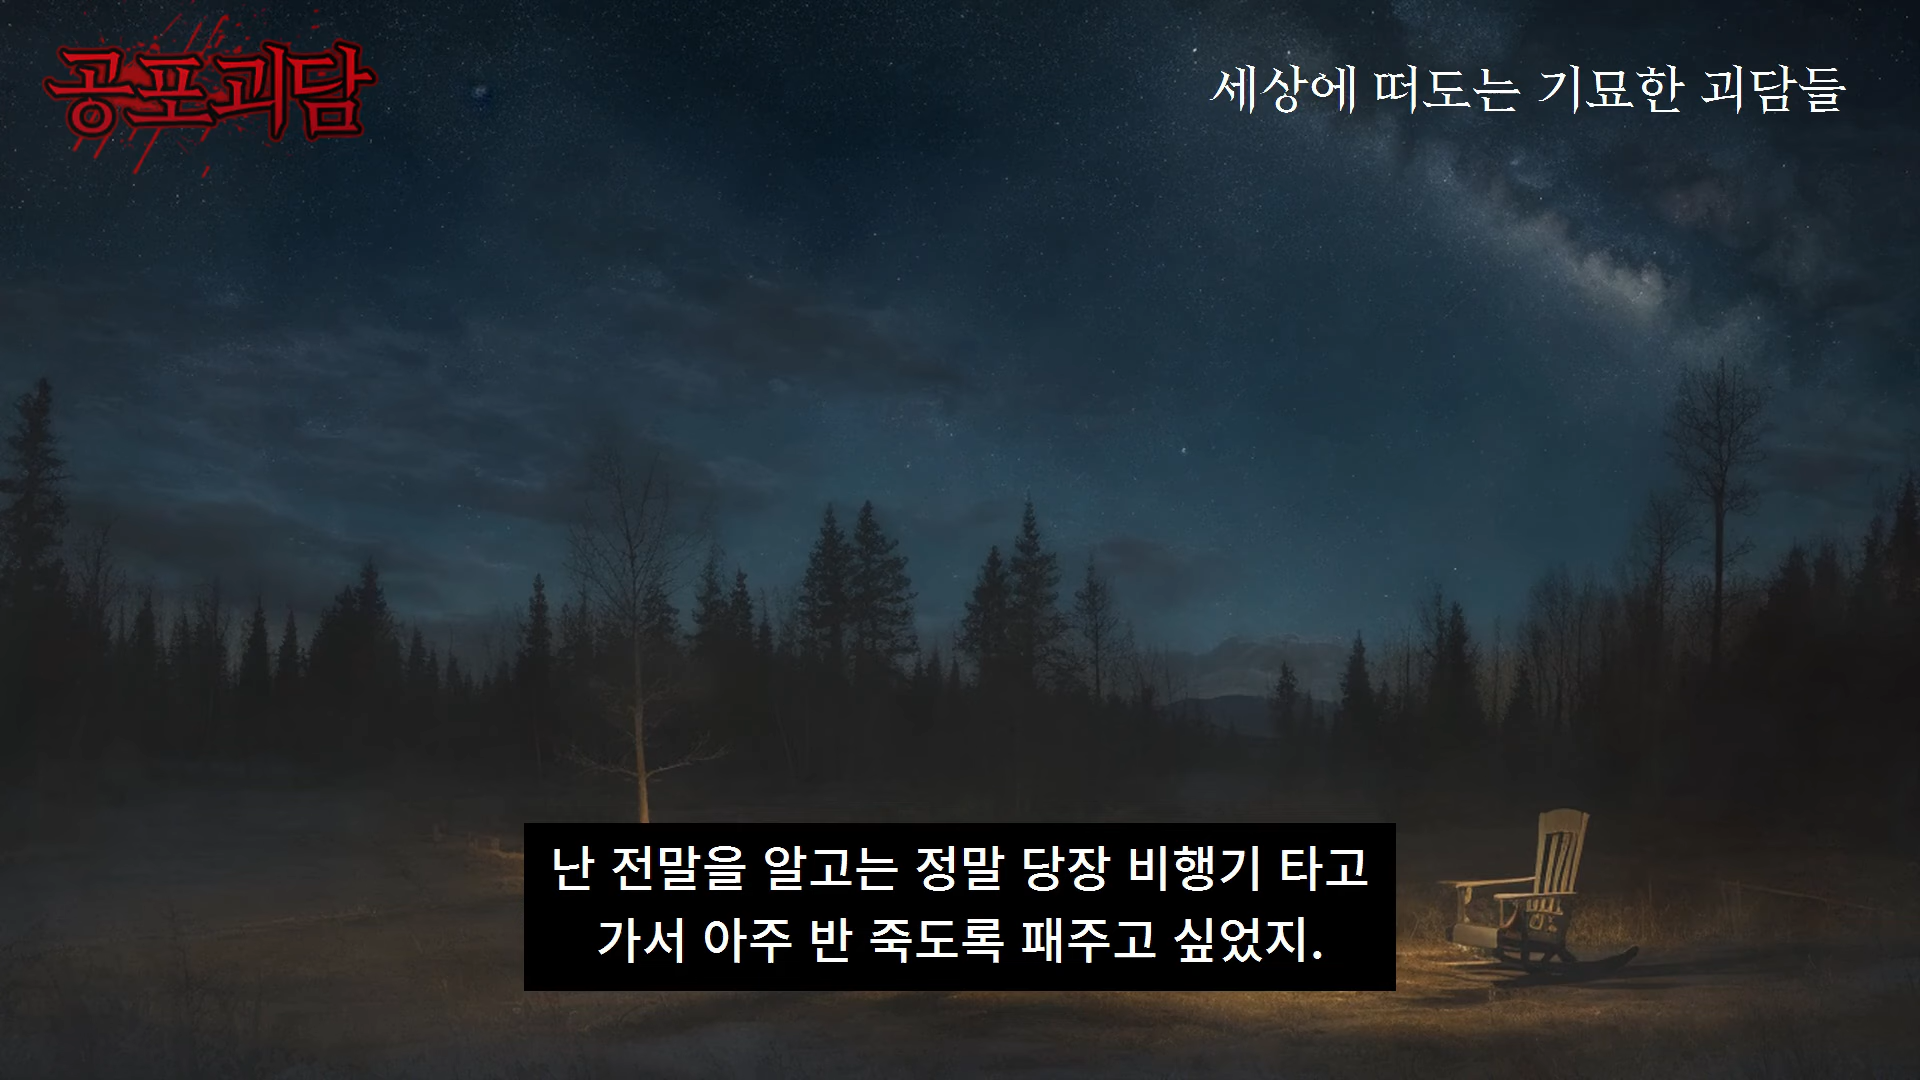 공포괴담
세상에 떠도는 기묘한 괴담들
난 전말을 알고는 정말 당장 비행기 타고
가서 아주 반 죽도록 패주고 싶었지.